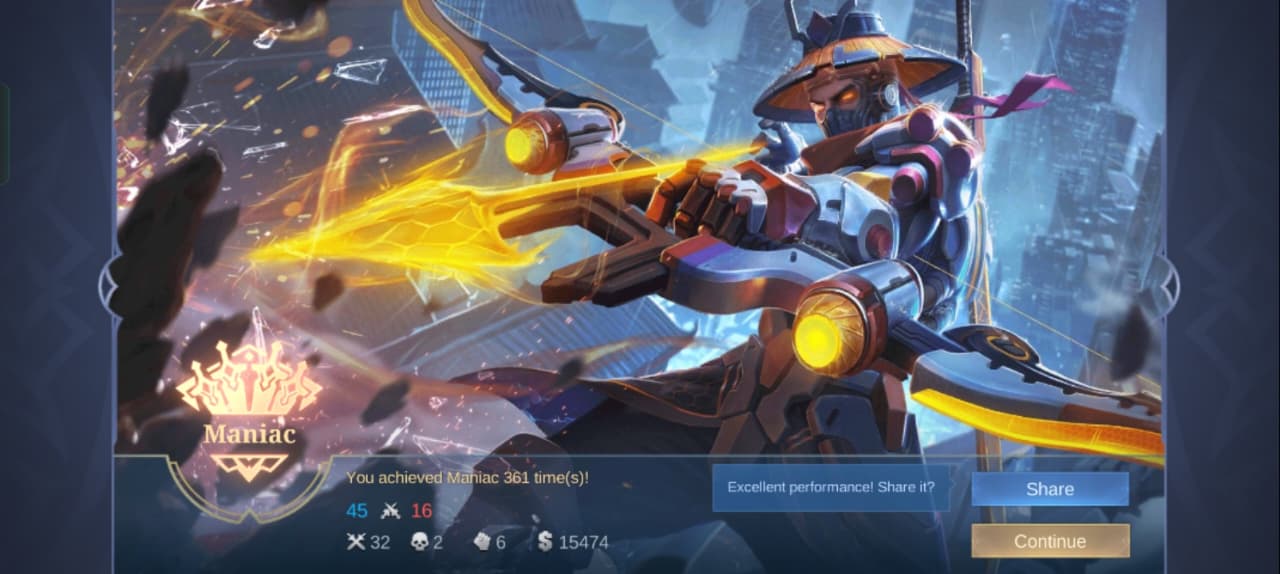 Maniac
You achieved Maniac 361 time(s)!
45 16
32 2 6 $ 15474
Excellent performance! Share it?
Share
Continue